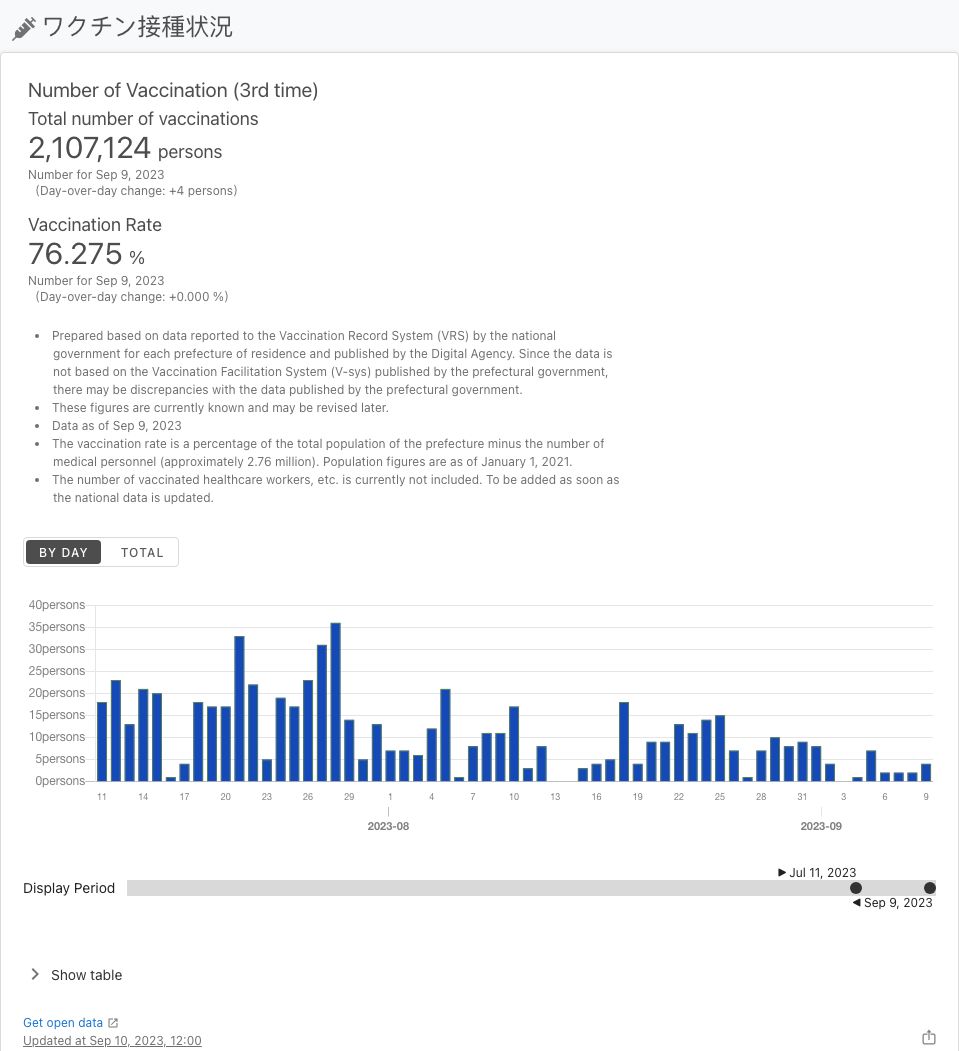 ワクチン接種状況
Number of Vaccination (3rd time)
Total number of vaccinations
2,107,124 persons
Number for Sep 9, 2023
(Day-over-day change: +4 persons)
Vaccination Rate
76.275 %
Number for Sep 9, 2023
(Day-over-day change: +0.000 %)
• Prepared based on data reported to the Vaccination Record System (VRS) by the national
government for each prefecture of residence and published by the Digital Agency. Since the data is
not based on the Vaccination Facilitation System (V-sys) published by the prefectural government,
there may be discrepancies with the data published by the prefectural government.
• These figures are currently known and may be revised later.
• Data as of Sep 9, 2023
• The vaccination rate is a percentage of the total population of the prefecture minus the number of
medical personnel (approximately 2.76 million). Population figures are as of January 1, 2021.
• The number of vaccinated healthcare workers, etc. is currently not included. To be added as soon as
the national data is updated.
BY DAY TOTAL
40persons
35persons
30persons
25persons
20persons
15persons
10persons
5persons
0persons
11 14 17 20 23 26 29 1 4 7 10 13 16 19 22 25 28 31 3 6 9
2023-08 2023-09
Jul 11, 2023
Display Period
Sep 9, 2023
Show table
Get open data
Updated at Sep 10, 2023, 12:00